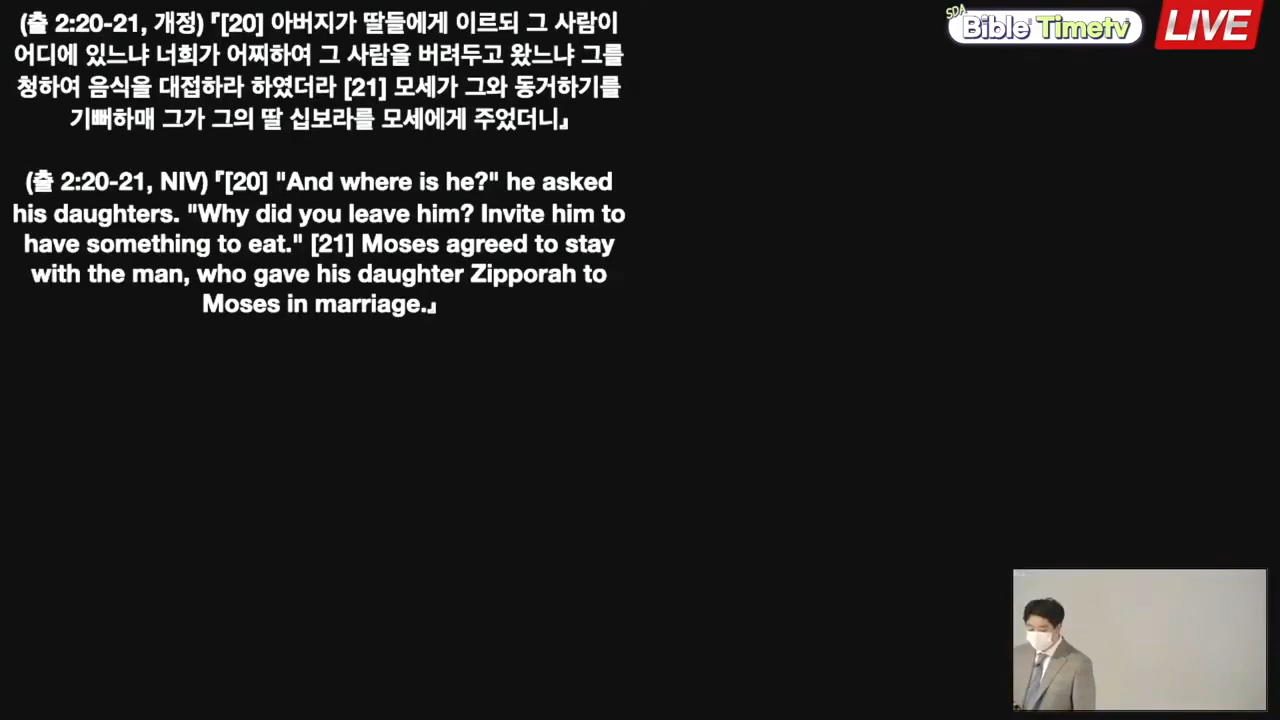 (출 2:20-21, 개정) 『[20] 아버지가 딸들에게 이르되 그 사람이
어디에 있느냐 너희가 어찌하여 그 사람을 버려두고 왔느냐 그를
청하여 음식을 대접하라 하였더라 [21] 모세가 그와 동거하기를
기뻐하매 그가 그의 딸 십보라를 모세에게 주었더니』
(출 2:20-21, NIV) 『[20] "And where is he?" he asked
his daughters. "Why did you leave him? Invite him to
have something to eat." [21] Moses agreed to stay
with the man, who gave his daughter Zipporah to
Moses in marriage.』
SDA
Bible Timetv
LIVE